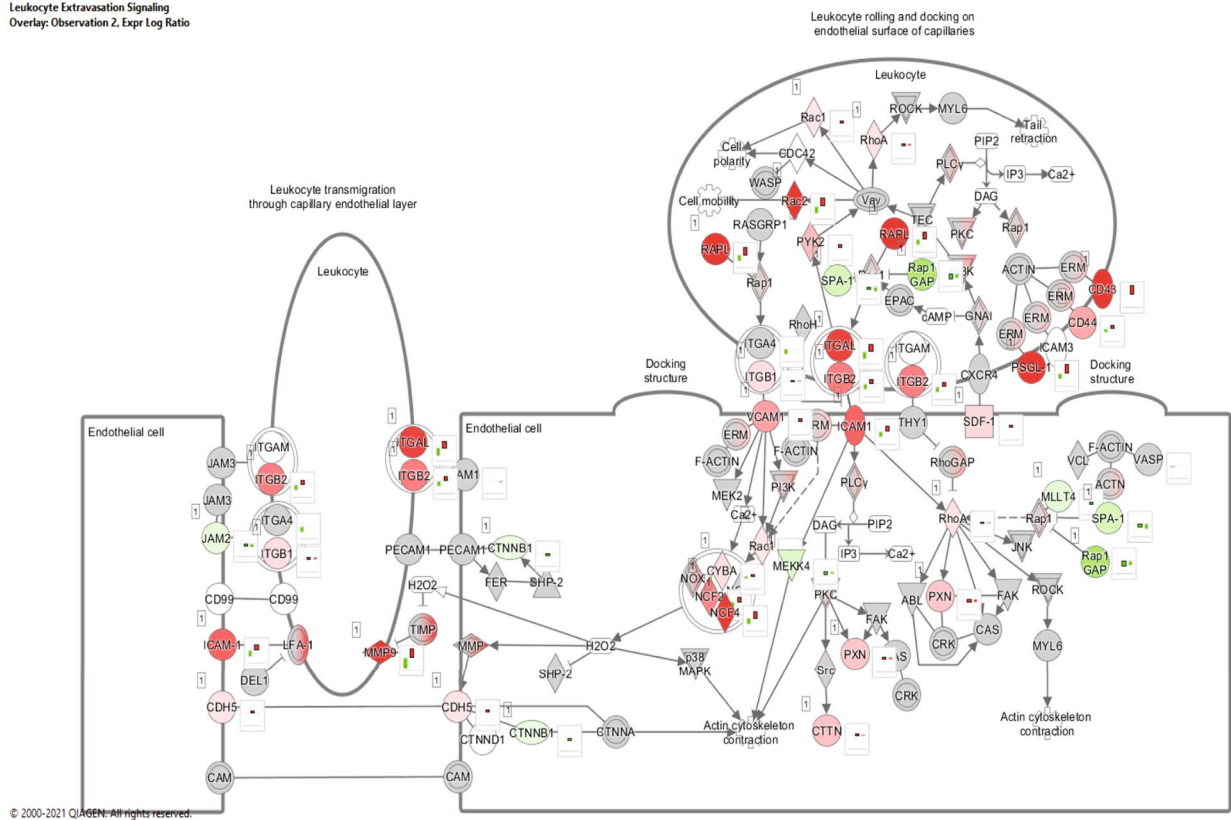 Leukocyte Extravasation Signaling
Overlay: Observation 2, Expr Log Ratio
Leukocyte rolling and docking on
endothelial surface of capillaries
Leukocyte
1
Rac1
1
RhoA
ROCK
MYL6
Tail
retraction
Cell
polarity
CDC42
PLCγ
PIP2
IP3
Ca2+
WASP
1
Cell mobility
Rac2
Vav
1
DAG
TEC
PKC
Rap1
RASGRP1
1
RAPL
PYK2
RAPL
1
Rap1
SPA-1
Rap1
GAP
ACTIN
ERM
ERM
ERM
ERM
CD43
CD44
EPAC
cAMP
GNAI
RhoH
ICAM3
PSGL-1
ITGA4
ITGB1
ITGAL
ITGB2
ITGAM
ITGB2
CXCR4
Docking
structure
Docking
structure
Leukocyte transmigration
through capillary endothelial layer
Leukocyte
Endothelial cell
ITGAM
ITGB2
JAM3
JAM3
JAM2
ITGA4
ITGB1
ITGAL
ITGB2
Endothelial cell
PECAM1
PECAM1
CTNNB1
FER
SHP-2
H2O2
CD99
CD99
ICAM-1
LFA-1
DEL1
TIMP
MMP9
MMP
CDH5
CDH5
CTNND1
CTNNB1
CTNNA
CAM
CAM
VCAM1
ERM
F-ACTIN
F-ACTIN
MEK2
PI3K
Ca2+
Rac1
CYBA
NCF2
NCF4
MEKK4
H2O2
SHP-2
p38
MAPK
Actin cytoskeleton
contraction
ICAM1
THY1
SDF-1
PLCγ
DAG
PIP2
IP3
Ca2+
PKC
FAK
PXN
Src
CRK
CTTN
RhoGAP
RhoA
JNK
ABL
PXN
FAK
CRK
CAS
ROCK
MYL6
Actin cytoskeleton
contraction
VCL
F-ACTIN
VASP
ACTN
MLLT4
Rap1
SPA-1
Rap1
GAP
© 2000-2021 QIAGEN. All rights reserved.